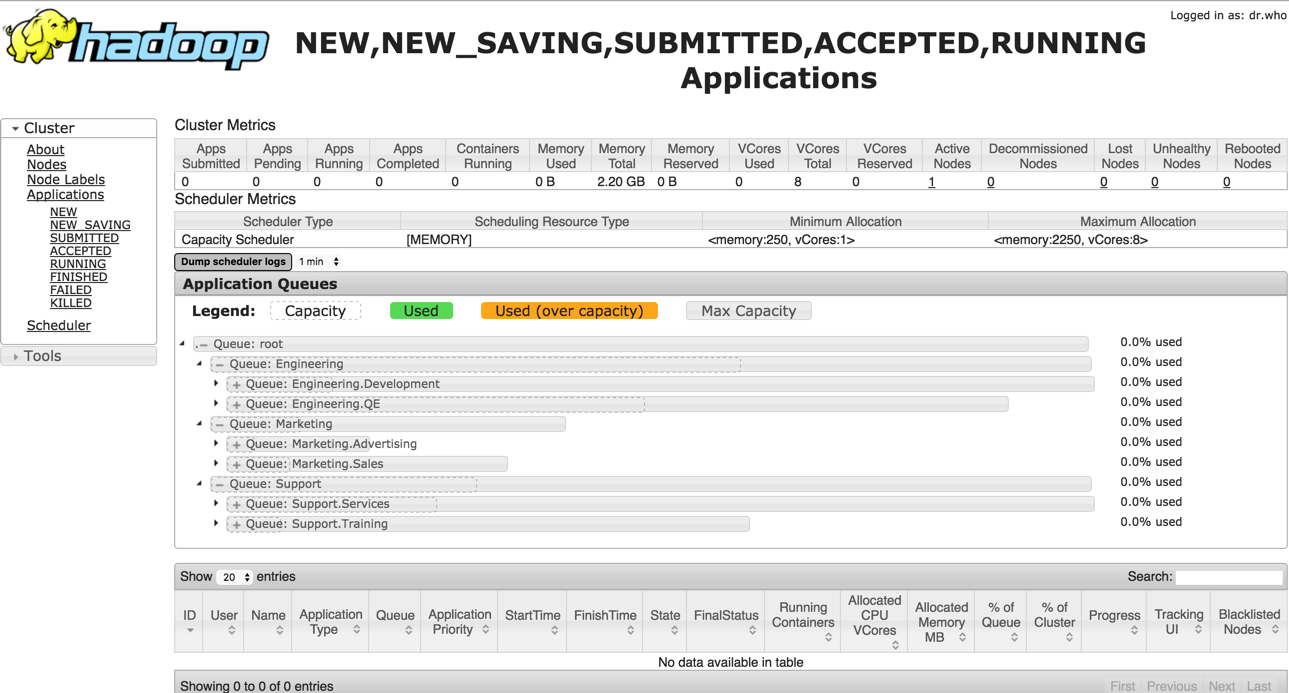 Logged in as: dr.who
hadoop
NEW,NEW_SAVING,SUBMITTED,ACCEPTED,RUNNING
Applications
Cluster
About
Nodes
Node Labels
Applications
NEW
NEW_SAVING
SUBMITTED
ACCEPTED
RUNNING
FINISHED
FAILED
KILLED
Scheduler
Tools
Cluster Metrics
Apps Submitted Apps Pending Apps Running Apps Completed Containers Running Memory Used Memory Total Memory Reserved VCores Used VCores Total VCores Reserved Active Nodes Decommissioned Nodes Lost Nodes Unhealthy Nodes Rebooted Nodes
0 0 0 0 0 0 B 2.20 GB 0 B 0 8 0 1 0 0 0 0
Scheduler Metrics
Scheduler Type Scheduling Resource Type Minimum Allocation Maximum Allocation
Capacity Scheduler [MEMORY] <memory:250, vCores:1> <memory:2250, vCores:8>
Dump scheduler logs 1 min
Application Queues
Legend: Capacity Used Used (over capacity) Max Capacity
Queue: root 0.0% used
Queue: Engineering 0.0% used
Queue: Engineering.Development 0.0% used
Queue: Engineering.QE 0.0% used
Queue: Marketing 0.0% used
Queue: Marketing.Advertising 0.0% used
Queue: Marketing.Sales 0.0% used
Queue: Support 0.0% used
Queue: Support.Services 0.0% used
Queue: Support.Training 0.0% used
Show 20 entries Search:
ID User Name Application Type Queue Application Priority StartTime FinishTime State FinalStatus Running Containers Allocated CPU VCores Allocated Memory MB % of Queue % of Cluster Progress Tracking UI Blacklisted Nodes
No data available in table
Showing 0 to 0 of 0 entries First Previous Next Last